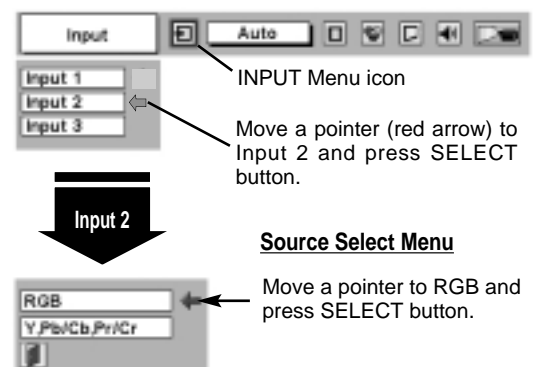 Input
Auto
INPUT Menu icon
Input 1
Input 2
Input 3
Move a pointer (red arrow) to
Input 2 and press SELECT
button.
Input 2
Source Select Menu
Move a pointer to RGB and
press SELECT button.
RGB
Y,Pb/Cb,Pr/Cr